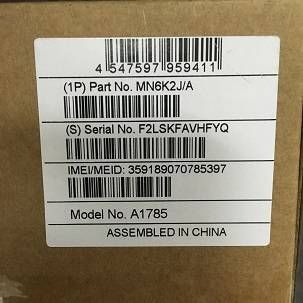 4 547597 959411
(1P) Part No. MN6K2J/A
(S) Serial No. F2LSKFAVHFYQ
IMEI/MEID: 359189070785397
Model No. A1785
ASSEMBLED IN CHINA